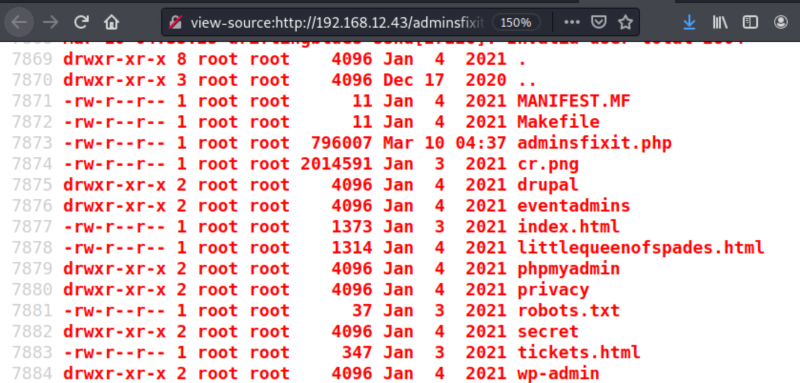 view-source:http://192.168.12.43/adminsfixit 150%
7869 drwxr-xr-x 8 root root 4096 Jan 4 2021 .
7870 drwxr-xr-x 3 root root 4096 Dec 17 2020 ..
7871 -rw-r--r-- 1 root root 11 Jan 4 2021 MANIFEST.MF
7872 -rw-r--r-- 1 root root 11 Jan 4 2021 Makefile
7873 -rw-r--r-- 1 root root 796007 Mar 10 04:37 adminsfixit.php
7874 -rw-r--r-- 1 root root 2014591 Jan 3 2021 cr.png
7875 drwxr-xr-x 2 root root 4096 Jan 4 2021 drupal
7876 drwxr-xr-x 2 root root 4096 Jan 4 2021 eventadmins
7877 -rw-r--r-- 1 root root 1373 Jan 3 2021 index.html
7878 -rw-r--r-- 1 root root 1314 Jan 4 2021 littlequeenofspades.html
7879 drwxr-xr-x 2 root root 4096 Jan 4 2021 phpmyadmin
7880 drwxr-xr-x 2 root root 4096 Jan 4 2021 privacy
7881 -rw-r--r-- 1 root root 37 Jan 3 2021 robots.txt
7882 drwxr-xr-x 2 root root 4096 Jan 4 2021 secret
7883 -rw-r--r-- 1 root root 347 Jan 3 2021 tickets.html
7884 drwxr-xr-x 2 root root 4096 Jan 4 2021 wp-admin